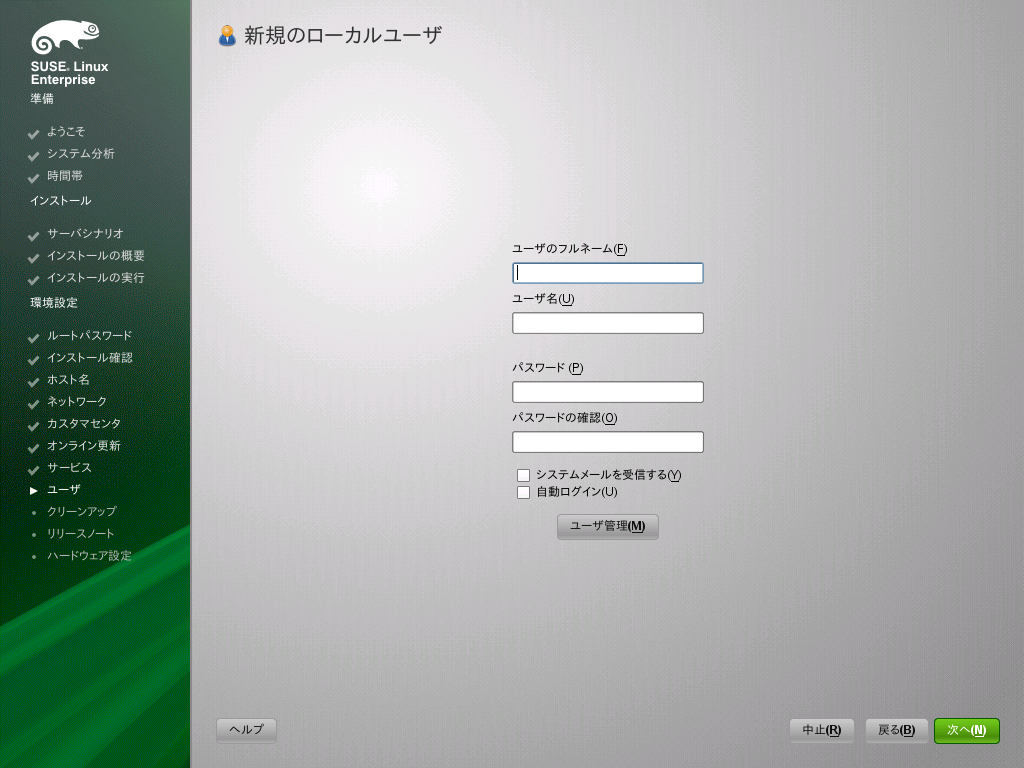 SUSE® Linux
Enterprise
準備
ようこそ
システム分析
時間帯
インストール
サーバシナリオ
インストールの概要
インストールの実行
環境設定
ルートパスワード
インストール確認
ホスト名
ネットワーク
カスタマセンタ
オンライン更新
サービス
ユーザ
クリーンアップ
リリースノート
ハードウェア設定
新規のローカルユーザ
ユーザのフルネーム(F)
ユーザ名(U)
パスワード (P)
パスワードの確認(O)
システムメールを受信する(Y)
自動ログイン(U)
ユーザ管理(M)
ヘルプ
中止(R)
戻る(B)
次へ(N)